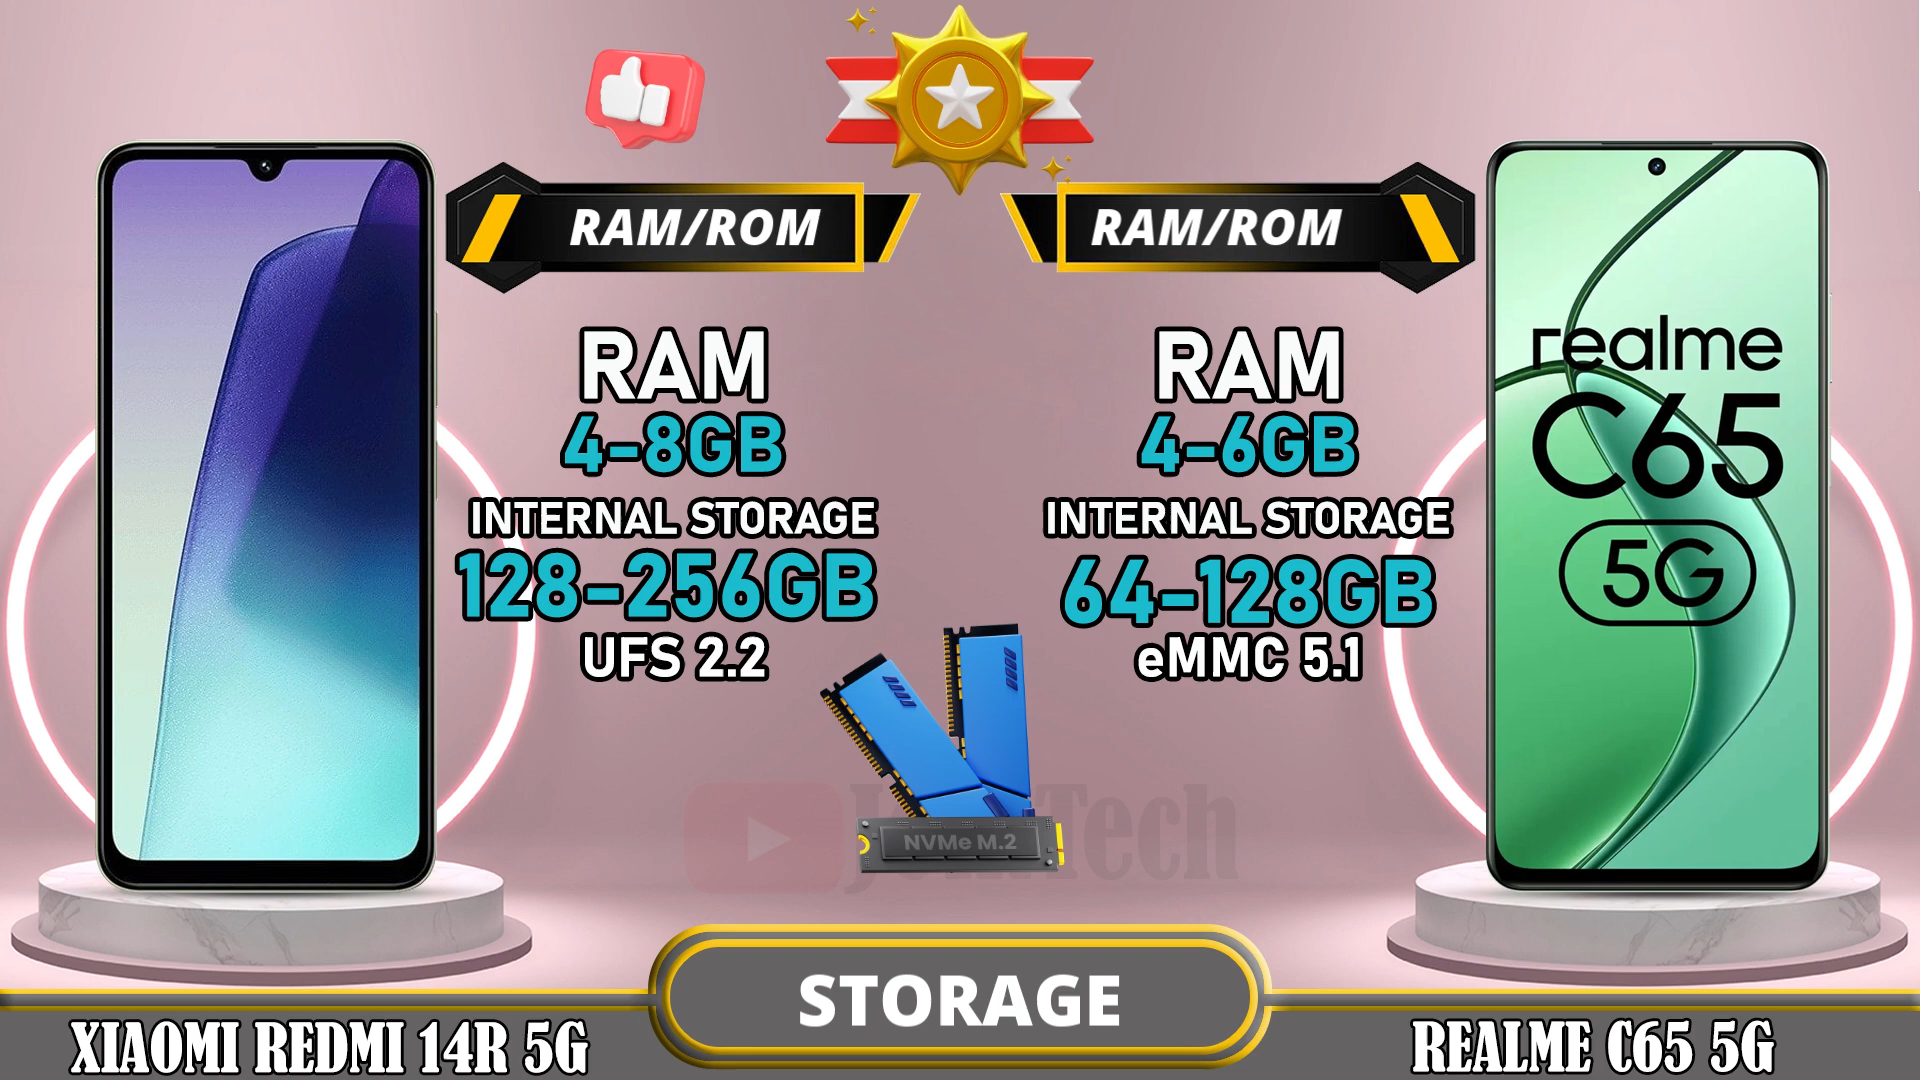 RAM/ROM
RAM
4-8GB
INTERNAL STORAGE
128-256GB
UFS 2.2
RAM/ROM
RAM
4-6GB
INTERNAL STORAGE
64-128GB
eMMC 5.1
realme
C65
5G
NVMe M.2
Tech
STORAGE
XIAOMI REDMI 14R 5G
REALME C65 5G